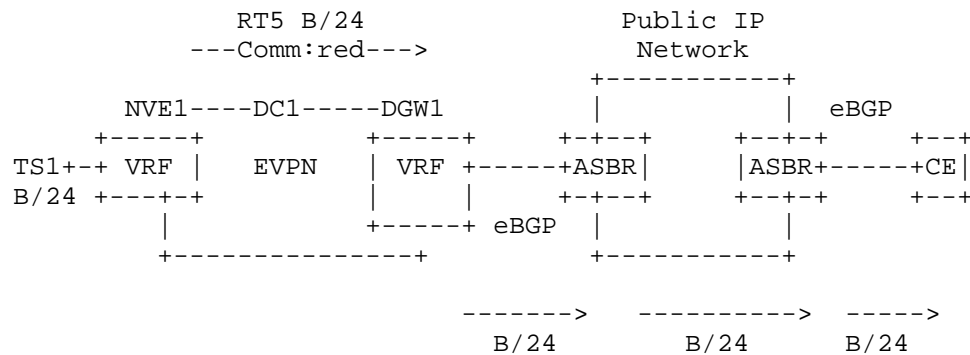 RT5 B/24                        Public IP
---Comm:red--->                   Network
                              +-----------+
   NVE1----DC1-----DGW1       |           |  eBGP
  +-----+         +-----+   +-+--+     +--+-+     +--+
TS1+-+ VRF |   EVPN   | VRF +-----+ASBR|     |ASBR+-----+CE|
B/24 +---+-+          |     |     +-+--+     +--+-+     +--+
         |            +-----+ eBGP  |           |
         +---------------+          +-----------+
------->   ---------->  ----->
B/24        B/24      B/24